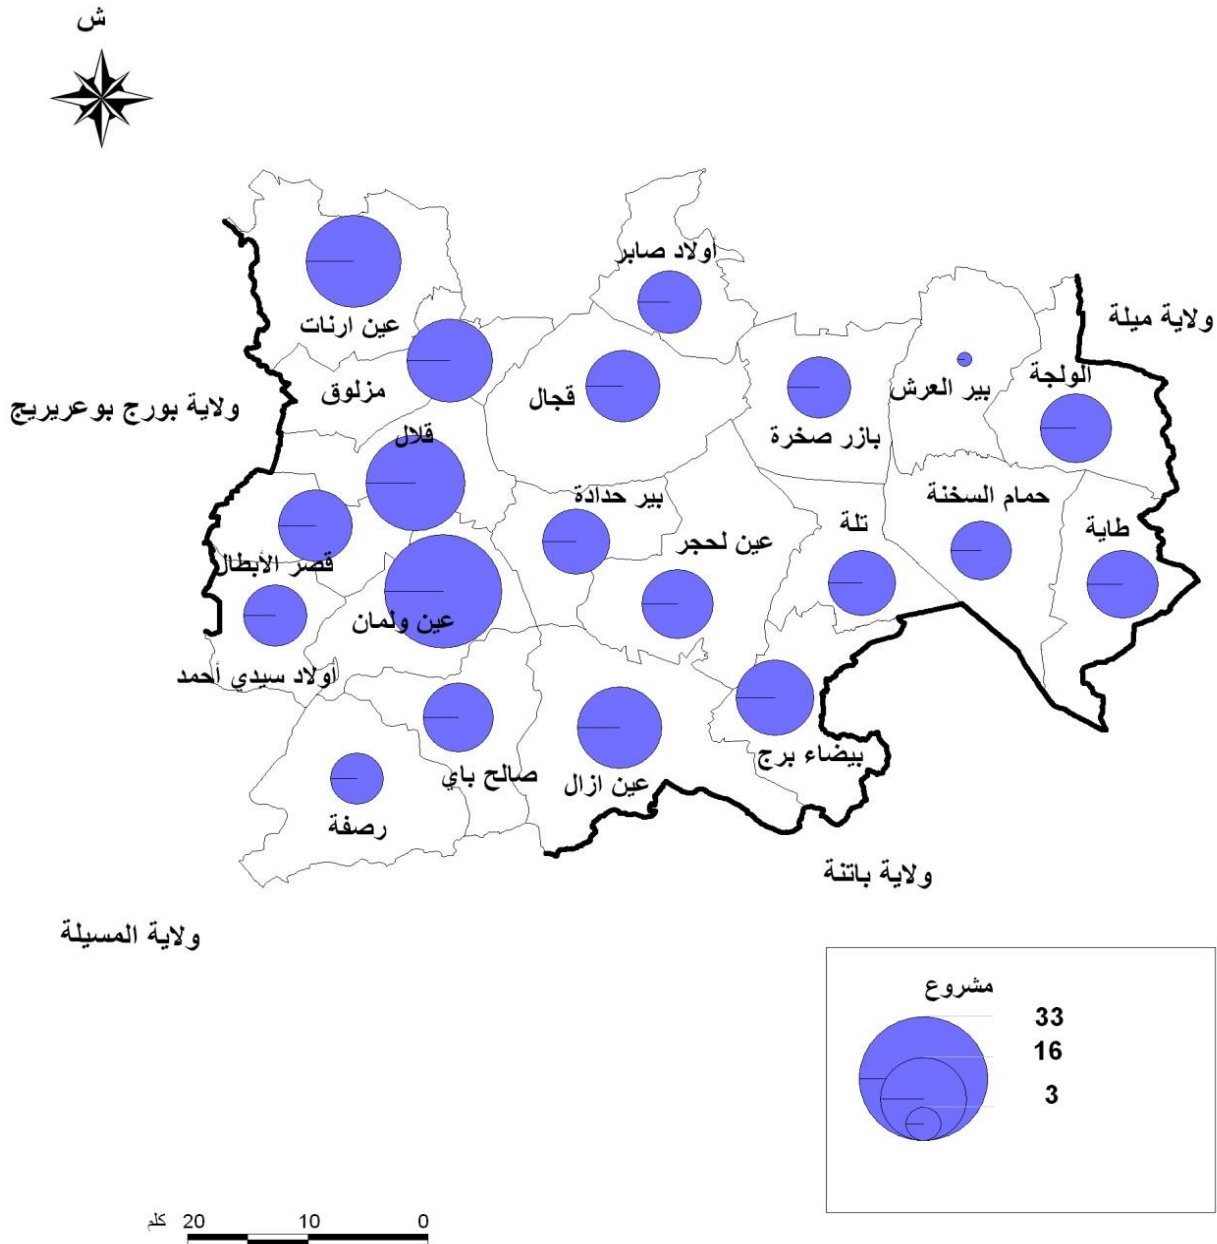 ش
اولاد صابر
ولاية ميلة
عين ارنات
الولجة
بير العرش
مزلوق
قجال
ولاية بورج بوعريريج
بازر صخرة
قلال
حمام السخنة
بير حدادة
تلة
طاية
عين لحجر
قصر الأبطال
عين ولمان
اولاد سيدي أحمد
بيضاء برج
صالح باي
عين ازال
رصفة
ولاية باتنة
ولاية المسيلة
مشروع
33
16
3
كلم 20 10 0